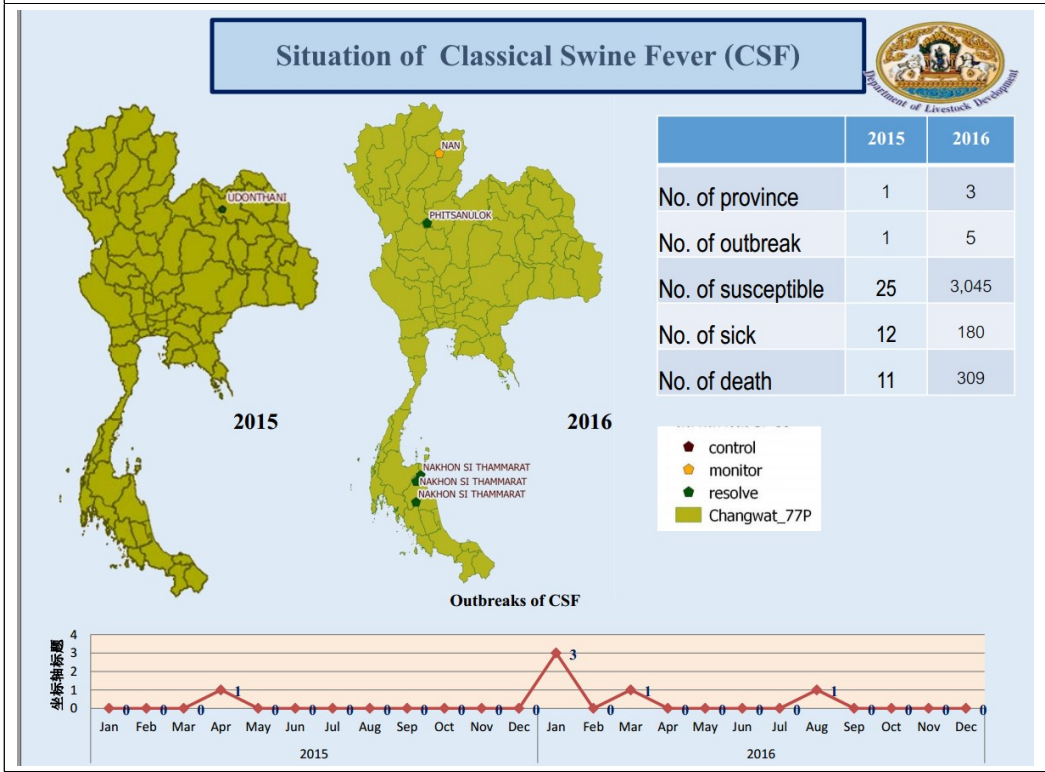 Situation of Classical Swine Fever (CSF)
Department of Livestock Development
UDONTHANI
2015
NAN
PHITSANULOK
NAKHON SI THAMMARAT
NAKHON SI THAMMARAT
NAKHON SI THAMMARAT
2016
2015 2016
No. of province 1 3
No. of outbreak 1 5
No. of susceptible 25 3,045
No. of sick 12 180
No. of death 11 309
control
monitor
resolve
Changwat_77P
Outbreaks of CSF
坐标轴标题
4
3
2
1
0
0 0 0 1 0 0 0 0 0 0 0 0 3 0 1 0 0 0 0 1 0 0 0 0
Jan Feb Mar Apr May Jun Jul Aug Sep Oct Nov Dec Jan Feb Mar Apr May Jun Jul Aug Sep Oct Nov Dec
2015 2016